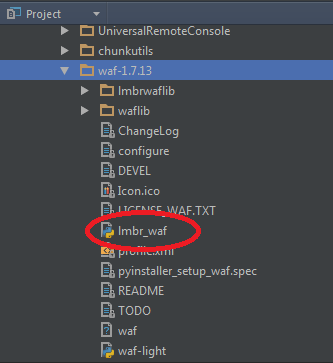 Project
UniversalRemoteConsole
chunkutils
waf-1.7.13
lmbrwaflib
waflib
ChangeLog
configure
DEVEL
Icon.ico
LICENSE_WAF.TXT
lmbr_waf
profile.xml
pyinstaller_setup_waf.spec
README
TODO
waf
waf-light